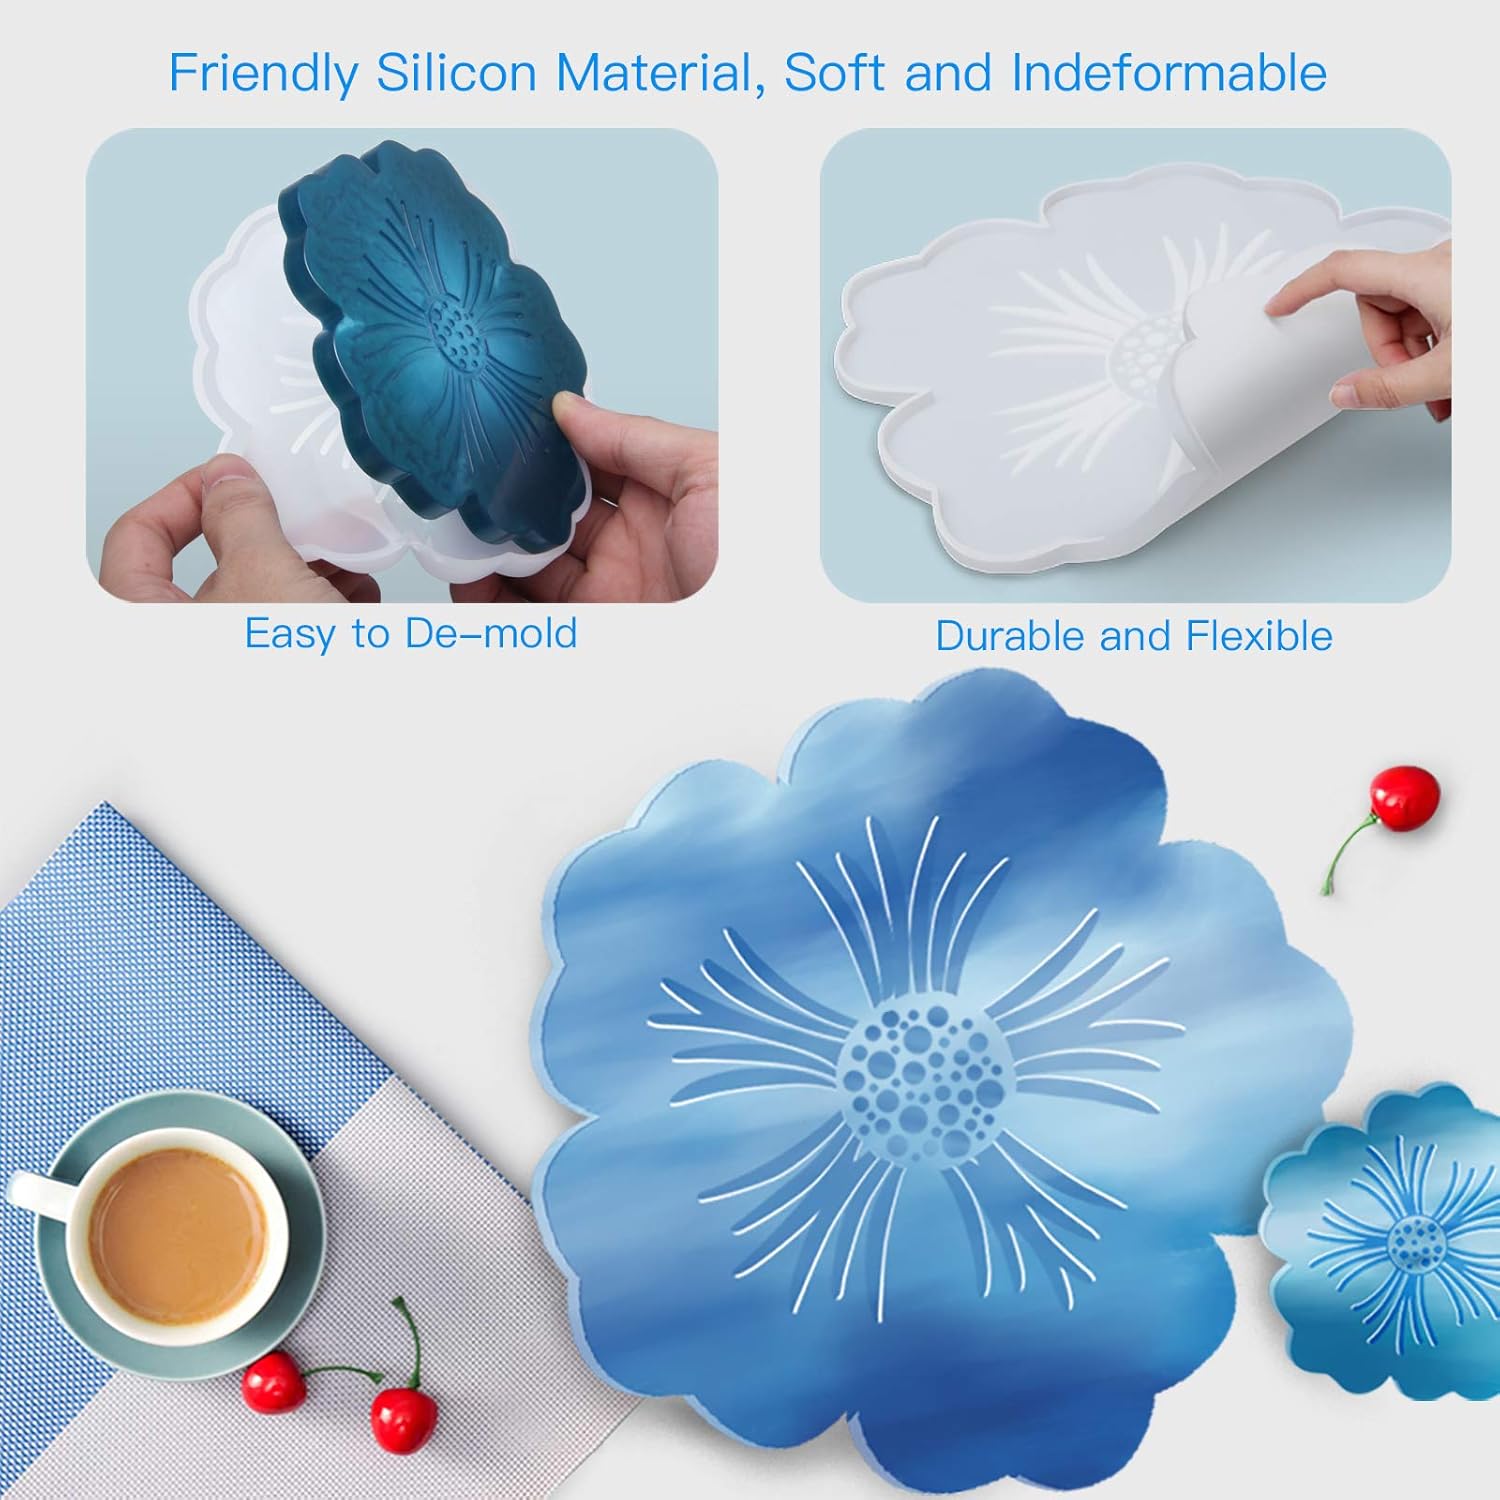 Friendly Silicon Material, Soft and Indeformable
Easy to De-mold
Durable and Flexible